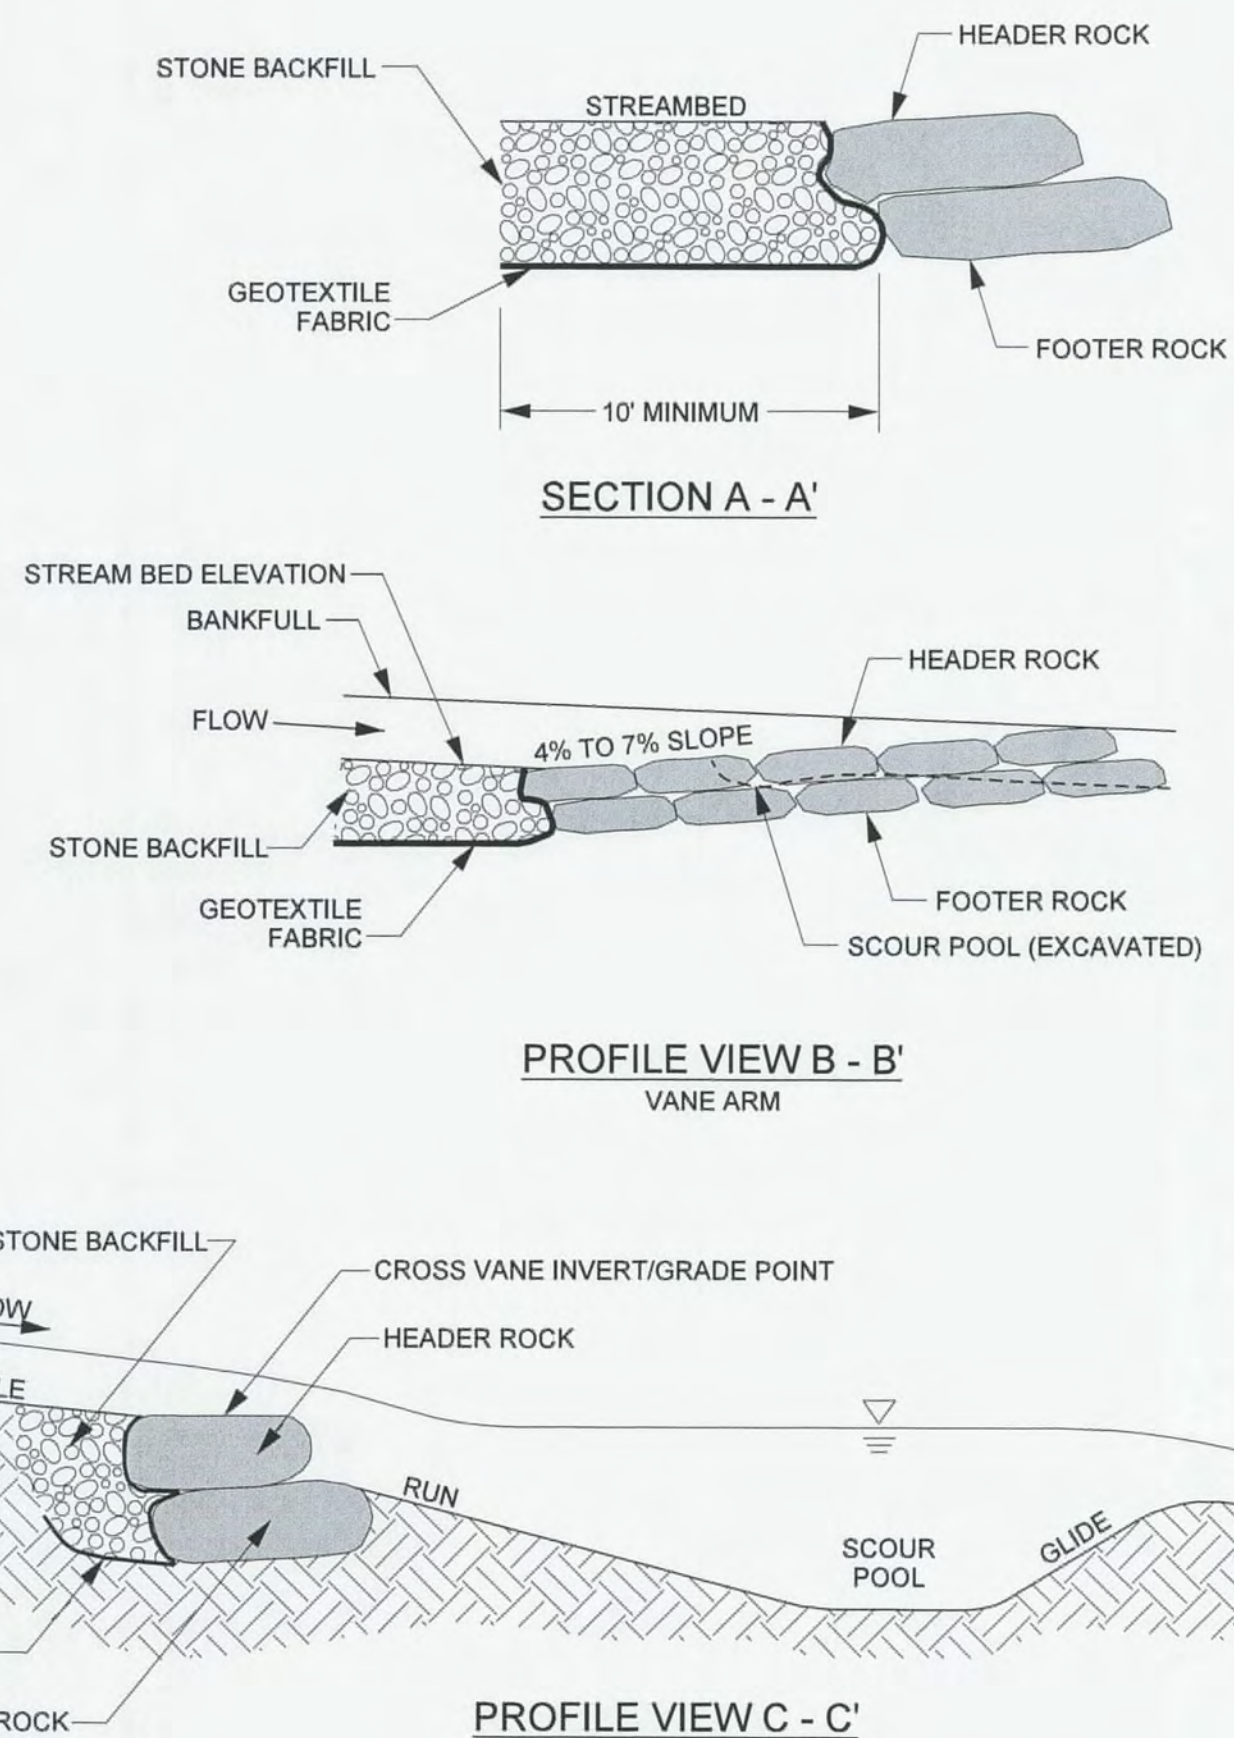 HEADER ROCK
STONE BACKFILL
STREAMBED
GEOTEXTILE
FABRIC
FOOTER ROCK
10' MINIMUM
SECTION A - A'
STREAM BED ELEVATION
BANKFULL
HEADER ROCK
FLOW
4% TO 7% SLOPE
STONE BACKFILL
GEOTEXTILE
FABRIC
FOOTER ROCK
SCOUR POOL (EXCAVATED)
PROFILE VIEW B - B'
VANE ARM
STONE BACKFILL
CROSS VANE INVERT/GRADE POINT
OW
HEADER ROCK
LE
RUN
SCOUR
POOL
GLIDE
ROCK
PROFILE VIEW C - C'